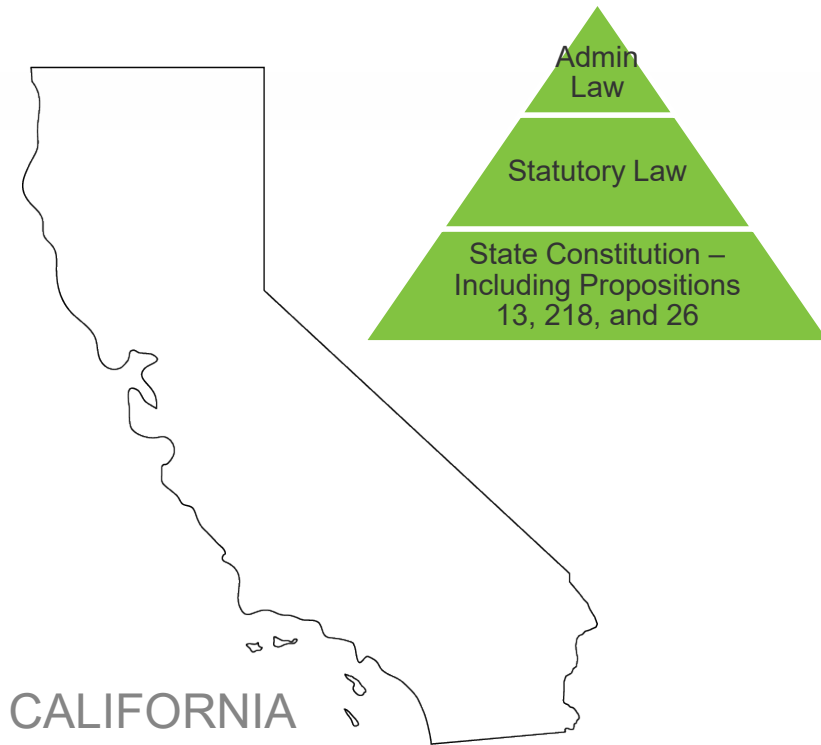 Admin
Law
Statutory Law
State Constitution –
Including Propositions
13, 218, and 26
CALIFORNIA